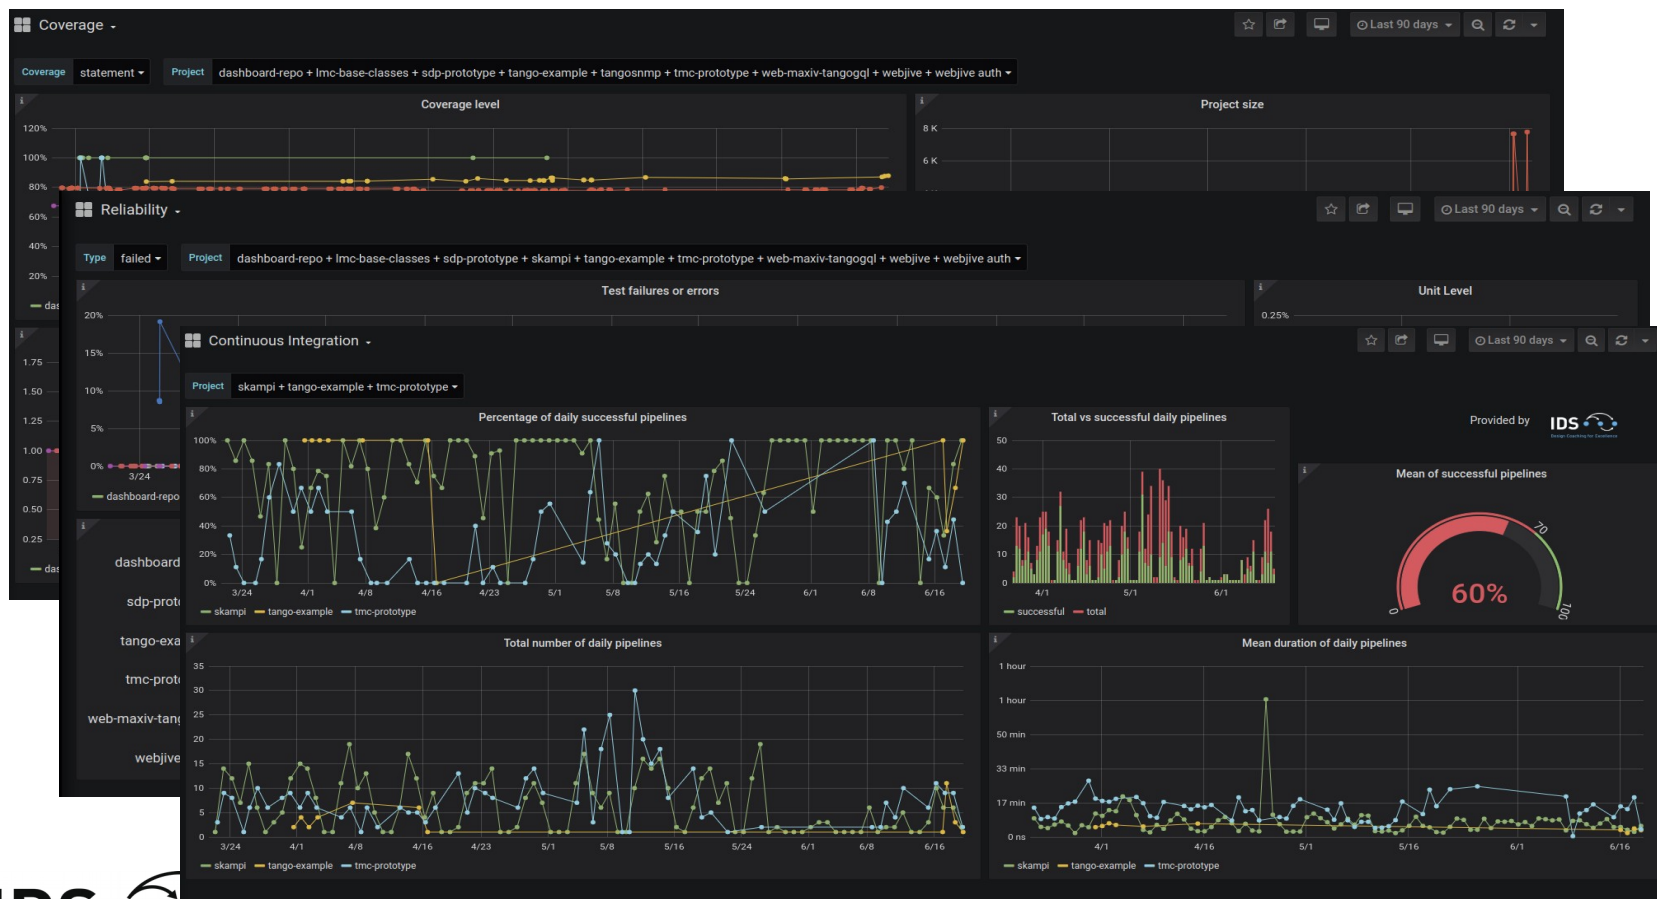 Coverage
Last 90 days
Coverage statement Project dashboard-repo + lmc-base-classes + sdp-prototype + tango-example + tangosnmp + tmc-prototype + web-maxiv-tangogql + webjive + webjive auth
Coverage level
Project size
120%
100%
80%
60%
40%
20%
8 K
6 K
das
1.75
1.50
1.25
1.00
0.75
0.50
0.25
das
Reliability
Last 90 days
Type failed Project dashboard-repo + lmc-base-classes + sdp-prototype + skampi + tango-example + tmc-prototype + web-maxiv-tangogql + webjive + webjive auth
Test failures or errors
Unit Level
20%
15%
10%
5%
0%
3/24
0.25%
dashboard-repo
dashboard
sdp-proto
tango-exa
tmc-proto
web-maxiv-tang
webjive
Continuous Integration
Last 90 days
Project skampi + tango-example + tmc-prototype
Percentage of daily successful pipelines
100%
80%
60%
40%
20%
0%
3/24 4/1 4/8 4/16 4/23 5/1 5/8 5/16 5/24 6/1 6/8 6/16
skampi tango-example tmc-prototype
Total vs successful daily pipelines
50
40
30
20
10
0
4/1 5/1 6/1
successful total
Provided by IDS
Design Coaching for Excellence
Mean of successful pipelines
0 70 100
60%
Total number of daily pipelines
35
30
25
20
15
10
5
0
3/24 4/1 4/8 4/16 4/23 5/1 5/8 5/16 5/24 6/1 6/8 6/16
skampi tango-example tmc-prototype
Mean duration of daily pipelines
1 hour
1 hour
50 min
33 min
17 min
0 ns
4/1 4/16 5/1 5/16 6/1 6/16
skampi tango-example tmc-prototype
IDS